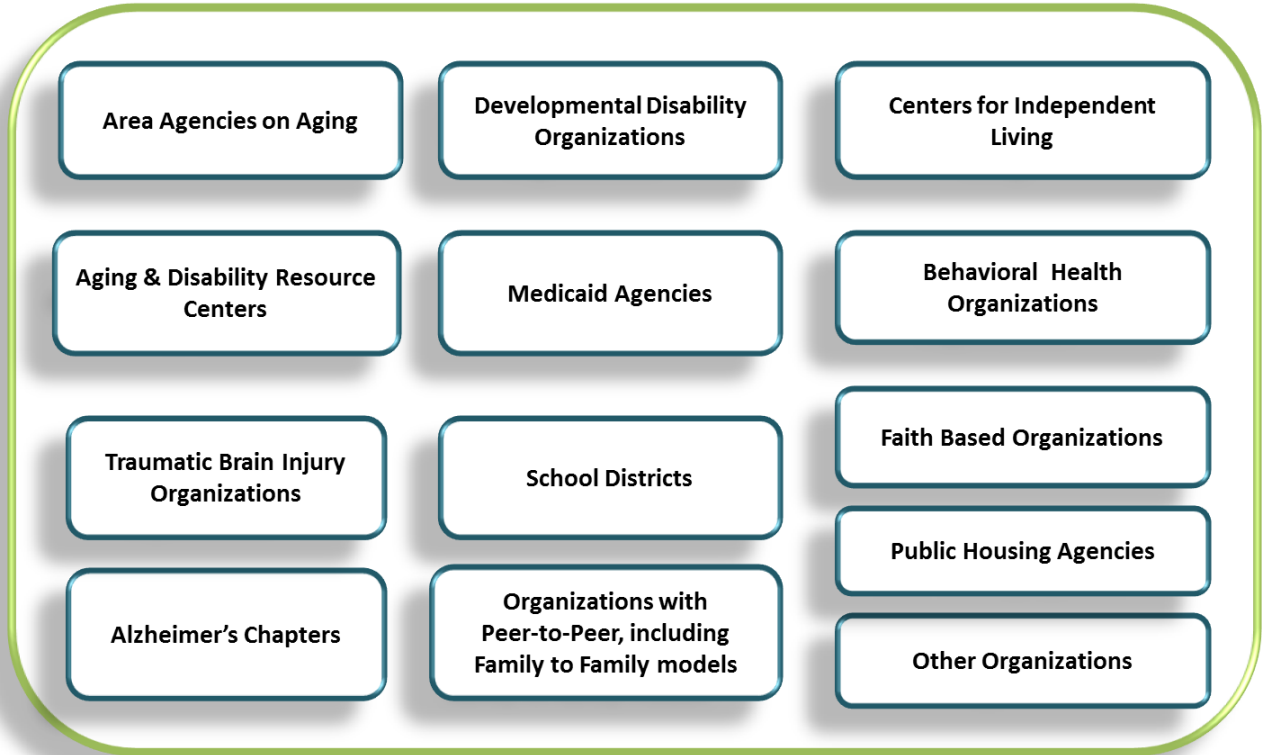 Area Agencies on Aging
Developmental Disability
Organizations
Centers for Independent
Living
Aging & Disability Resource
Centers
Medicaid Agencies
Behavioral  Health
Organizations
Traumatic Brain Injury
Organizations
School Districts
Faith Based Organizations
Public Housing Agencies
Alzheimer’s Chapters
Organizations with
Peer-to-Peer, including
Family to Family models
Other Organizations